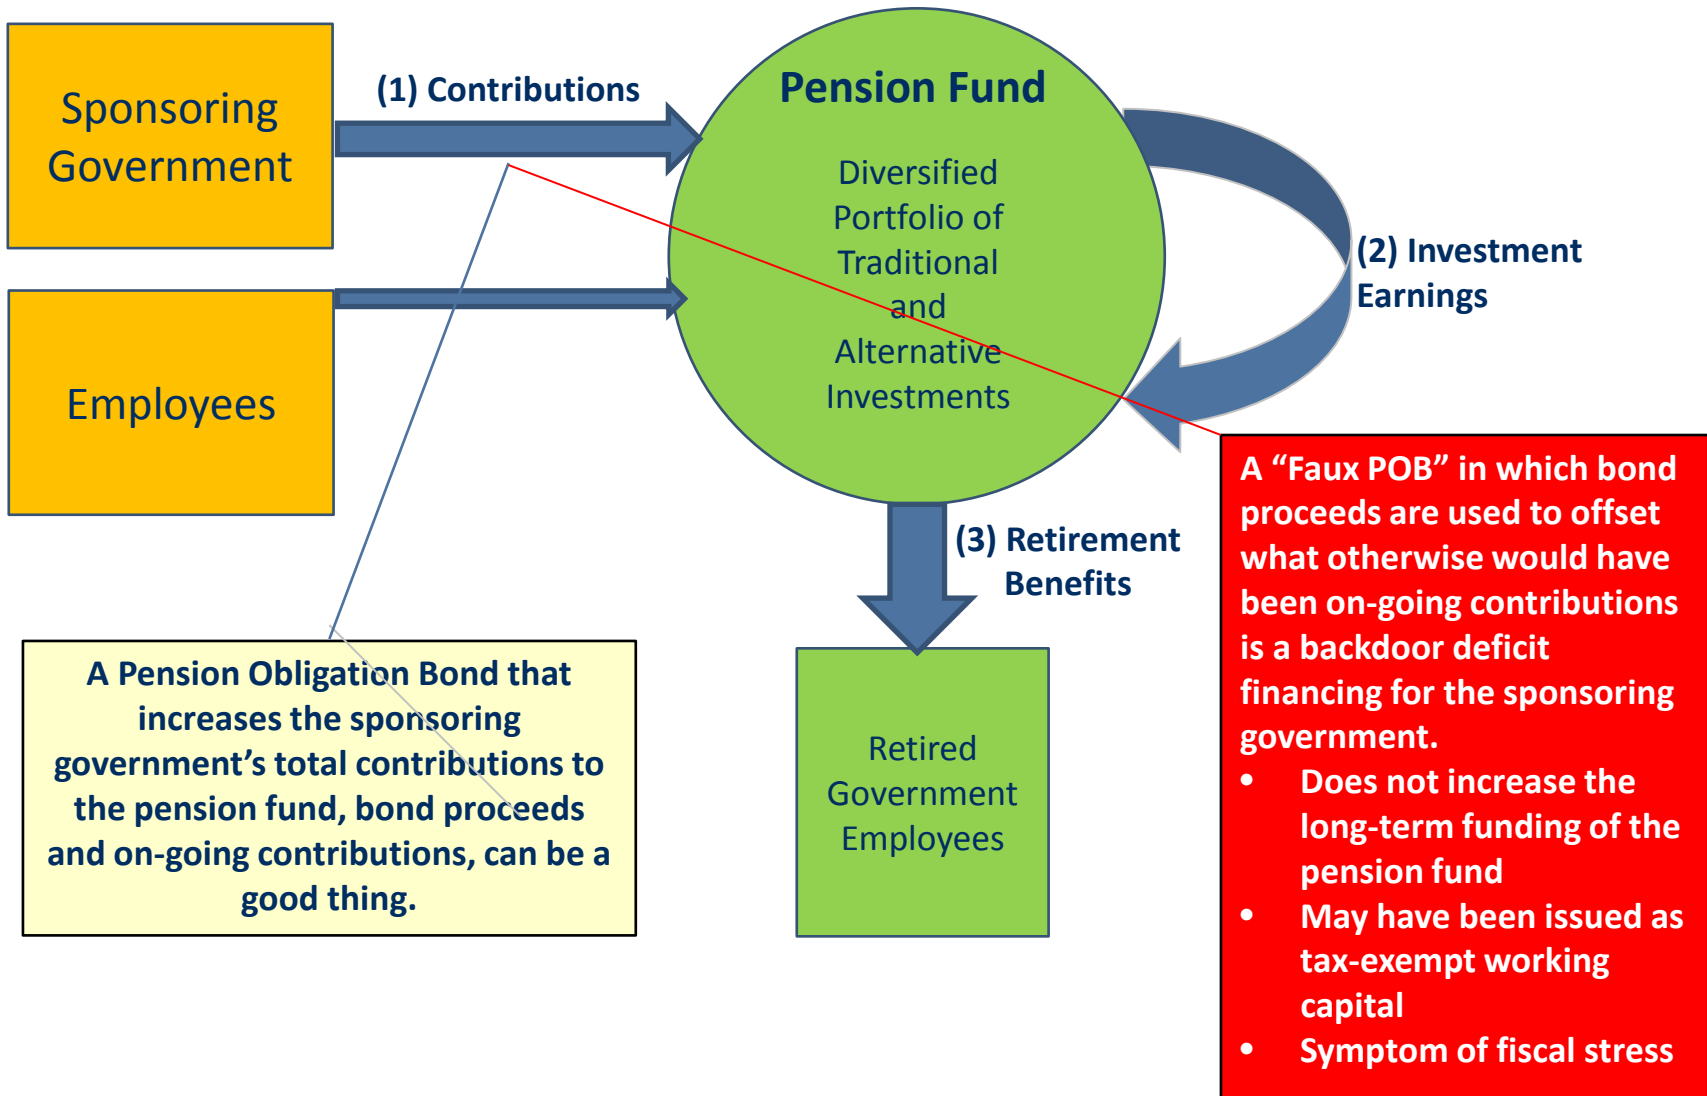 Sponsoring
Government
(1) Contributions
Pension Fund
Diversified
Portfolio of
Traditional
and
Alternative
Investments
(2) Investment
Earnings
Employees
(3) Retirement
Benefits
Retired
Government
Employees
A Pension Obligation Bond that
increases the sponsoring
government’s total contributions to
the pension fund, bond proceeds
and on-going contributions, can be a
good thing.
A “Faux POB” in which bond
proceeds are used to offset
what otherwise would have
been on-going contributions
is a backdoor deficit
financing for the sponsoring
government.
• Does not increase the
long-term funding of the
pension fund
• May have been issued as
tax-exempt working
capital
• Symptom of fiscal stress